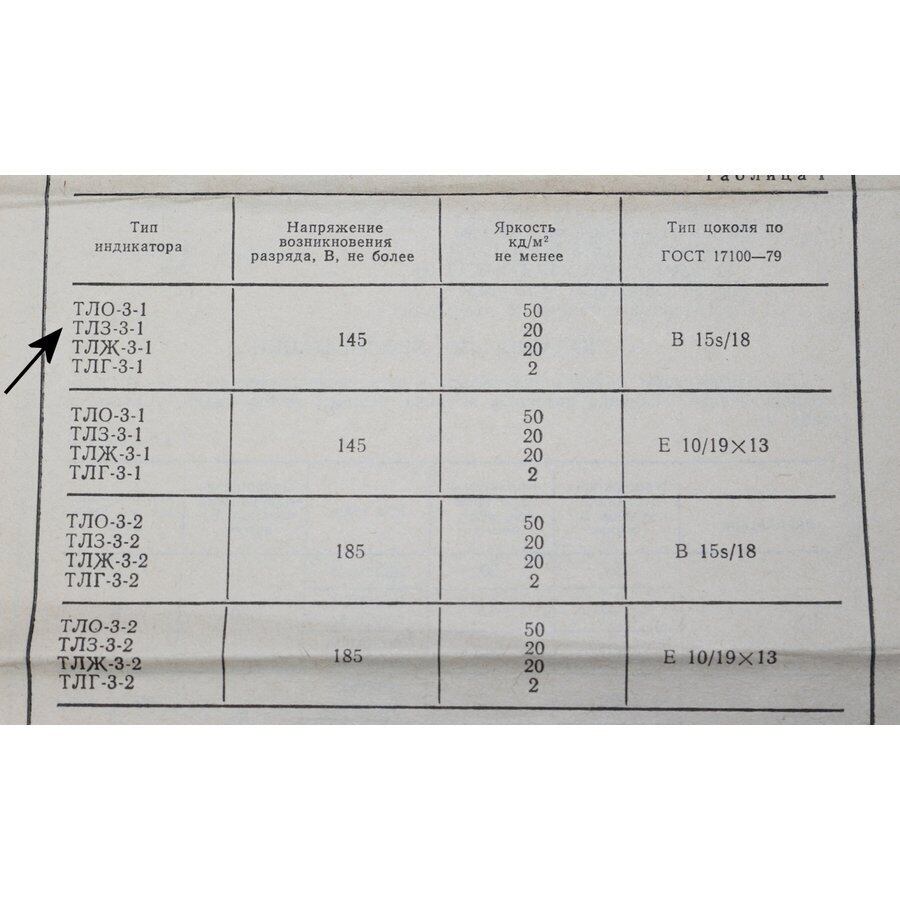 Таблица 1
Тип индикатора | Напряжение возникновения разряда, В, не более | Яркость кд/м² не менее | Тип цоколя по ГОСТ 17100—79
ТЛО-3-1 | 145 | 50 | В 15s/18
ТЛЗ-3-1 | 20
ТЛЖ-3-1 | 20
ТЛГ-3-1 | 2
ТЛО-3-1 | 145 | 50 | Е 10/19×13
ТЛЗ-3-1 | 20
ТЛЖ-3-1 | 20
ТЛГ-3-1 | 2
ТЛО-3-2 | 185 | 50 | В 15s/18
ТЛЗ-3-2 | 20
ТЛЖ-3-2 | 20
ТЛГ-3-2 | 2
ТЛО-3-2 | 185 | 50 | Е 10/19×13
ТЛЗ-3-2 | 20
ТЛЖ-3-2 | 20
ТЛГ-3-2 | 2